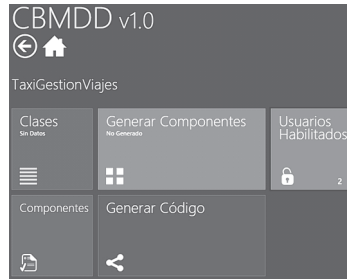 CBMDD v1.0
TaxiGestionViajes
Clases
Sin Datos
Generar Componentes
No Generado
Usuarios
Habilitados
2
Componentes
Generar Código